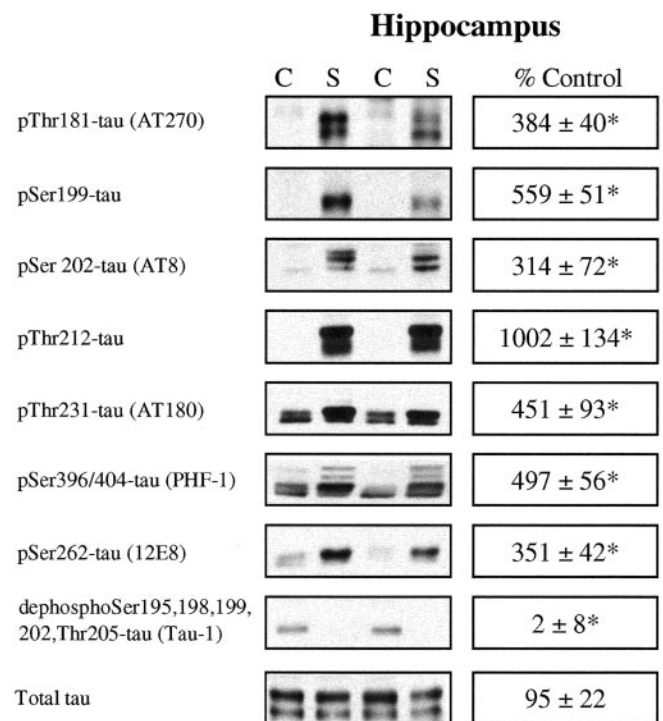 Hippocampus
C S C S % Control
pThr181-tau (AT270) 384 ± 40*
pSer199-tau 559 ± 51*
pSer 202-tau (AT8) 314 ± 72*
pThr212-tau 1002 ± 134*
pThr231-tau (AT180) 451 ± 93*
pSer396/404-tau (PHF-1) 497 ± 56*
pSer262-tau (12E8) 351 ± 42*
dephosphoSer195,198,199,
202,Thr205-tau (Tau-1) 2 ± 8*
Total tau 95 ± 22